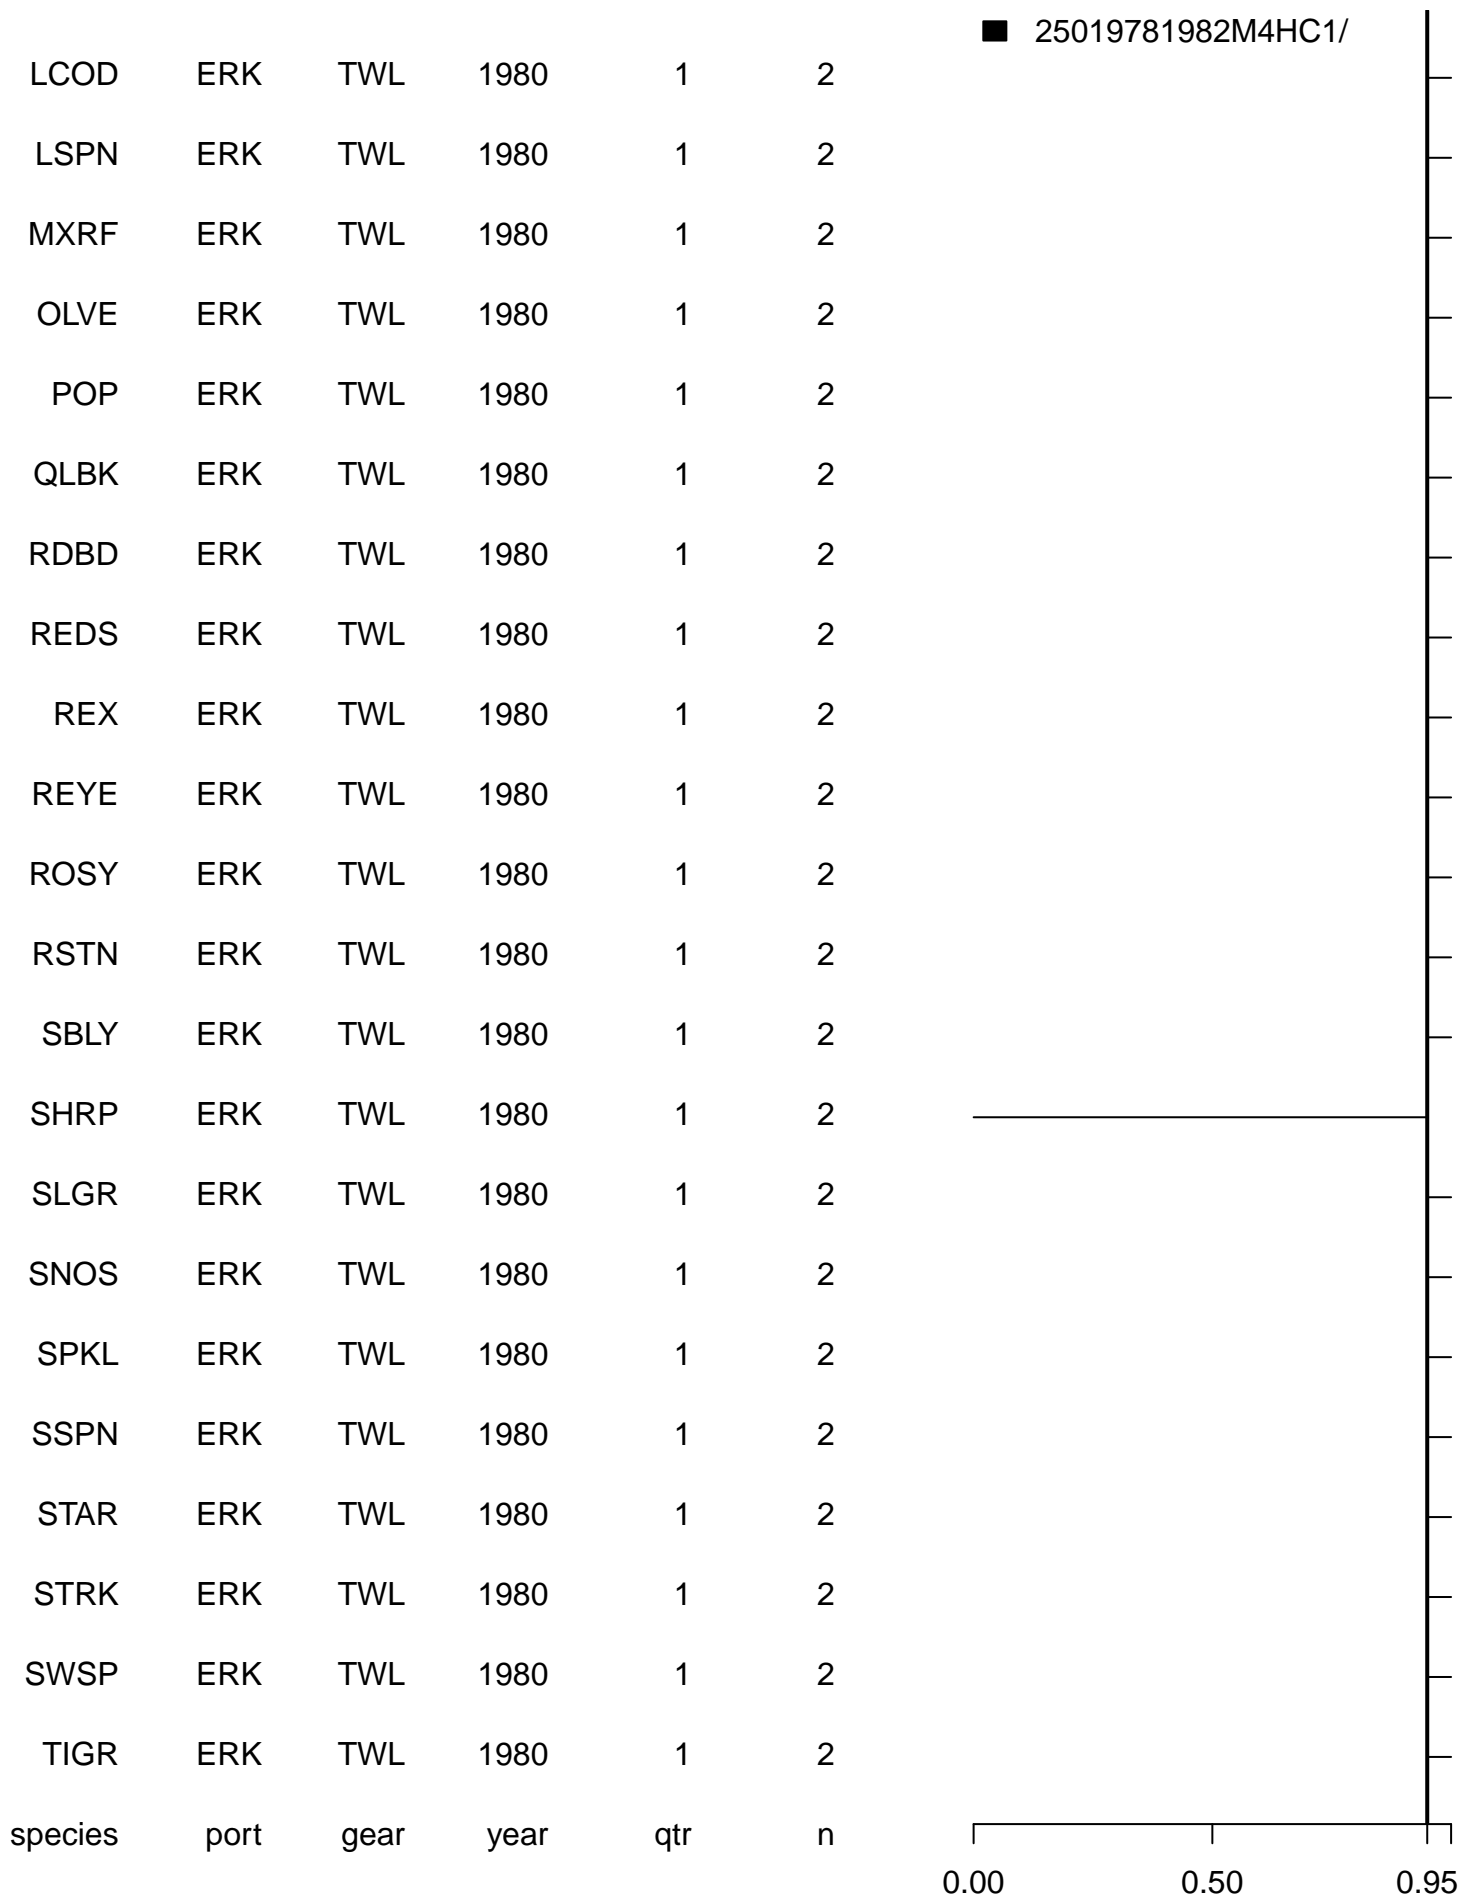 25019781982M4HC1/
LCOD ERK TWL 1980 1 2
LSPN ERK TWL 1980 1 2
MXRF ERK TWL 1980 1 2
OLVE ERK TWL 1980 1 2
POP ERK TWL 1980 1 2
QLBK ERK TWL 1980 1 2
RDBD ERK TWL 1980 1 2
REDS ERK TWL 1980 1 2
REX ERK TWL 1980 1 2
REYE ERK TWL 1980 1 2
ROSY ERK TWL 1980 1 2
RSTN ERK TWL 1980 1 2
SBLY ERK TWL 1980 1 2
SHRP ERK TWL 1980 1 2
SLGR ERK TWL 1980 1 2
SNOS ERK TWL 1980 1 2
SPKL ERK TWL 1980 1 2
SSPN ERK TWL 1980 1 2
STAR ERK TWL 1980 1 2
STRK ERK TWL 1980 1 2
SWSP ERK TWL 1980 1 2
TIGR ERK TWL 1980 1 2
species port gear year qtr n
0.00 0.50 0.95